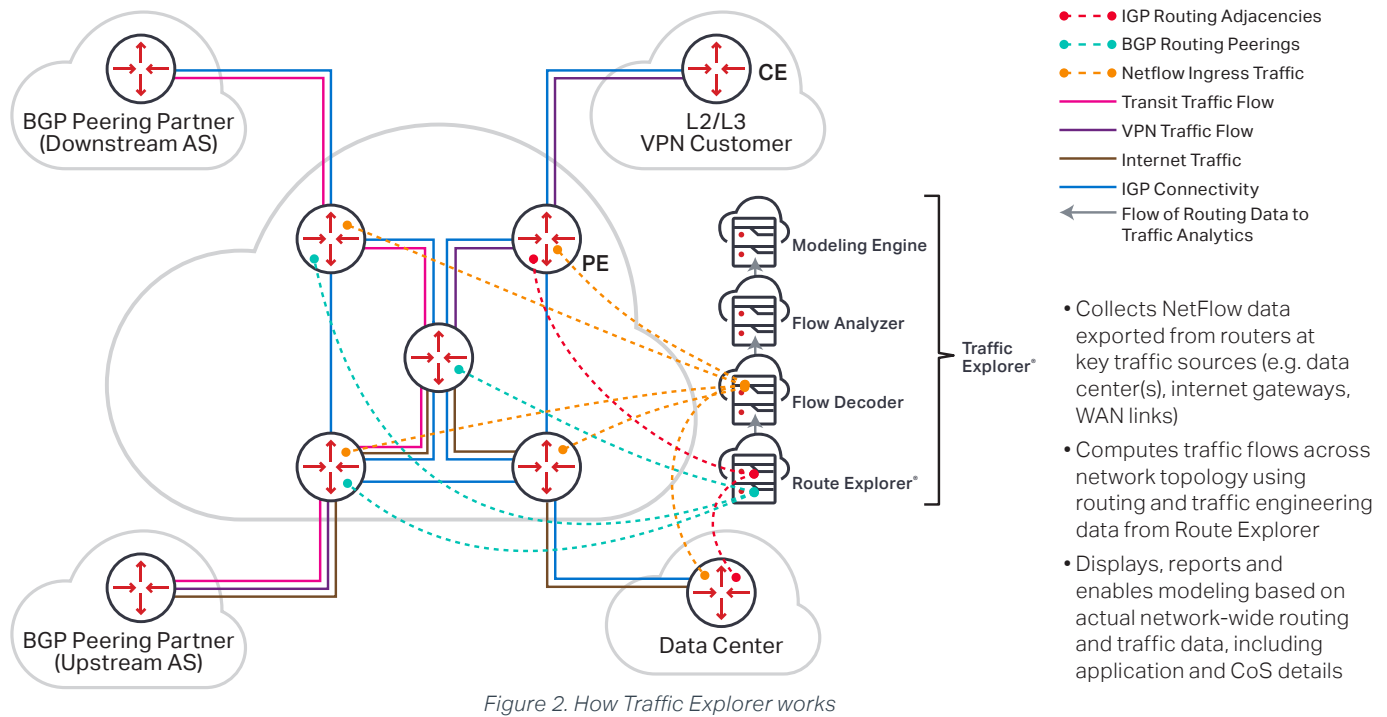 BGP Peering Partner
(Downstream AS)
CE
L2/L3
VPN Customer
PE
Modeling Engine
Flow Analyzer
Flow Decoder
Route Explorer®
Traffic
Explorer®
BGP Peering Partner
(Upstream AS)
Data Center
IGP Routing Adjacencies
BGP Routing Peerings
Netflow Ingress Traffic
Transit Traffic Flow
VPN Traffic Flow
Internet Traffic
IGP Connectivity
Flow of Routing Data to
Traffic Analytics
• Collects NetFlow data
exported from routers at
key traffic sources (e.g. data
center(s), internet gateways,
WAN links)
• Computes traffic flows across
network topology using
routing and traffic engineering
data from Route Explorer
• Displays, reports and
enables modeling based on
actual network-wide routing
and traffic data, including
application and CoS details
Figure 2. How Traffic Explorer works